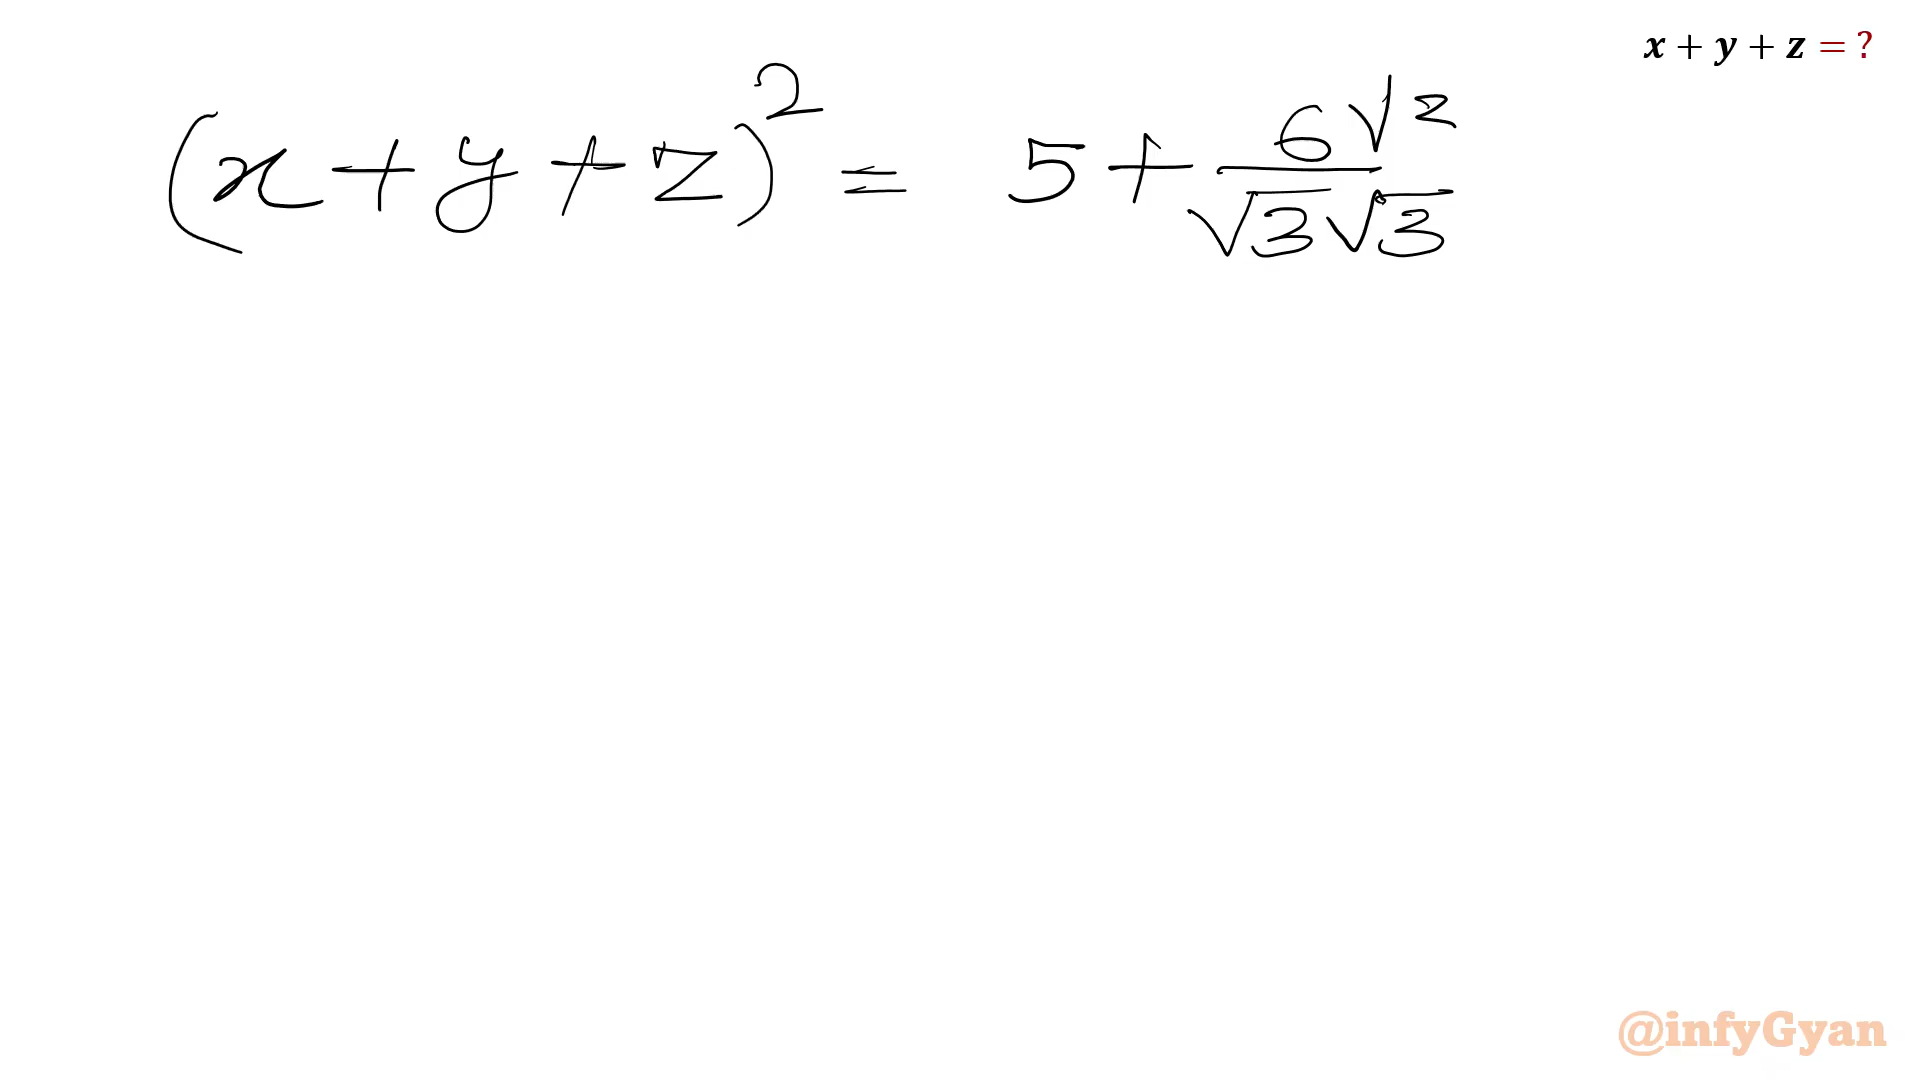 x + y + z = ?
(x + y + z)² = 5 + 6√2 / √3√3
@infyGyan